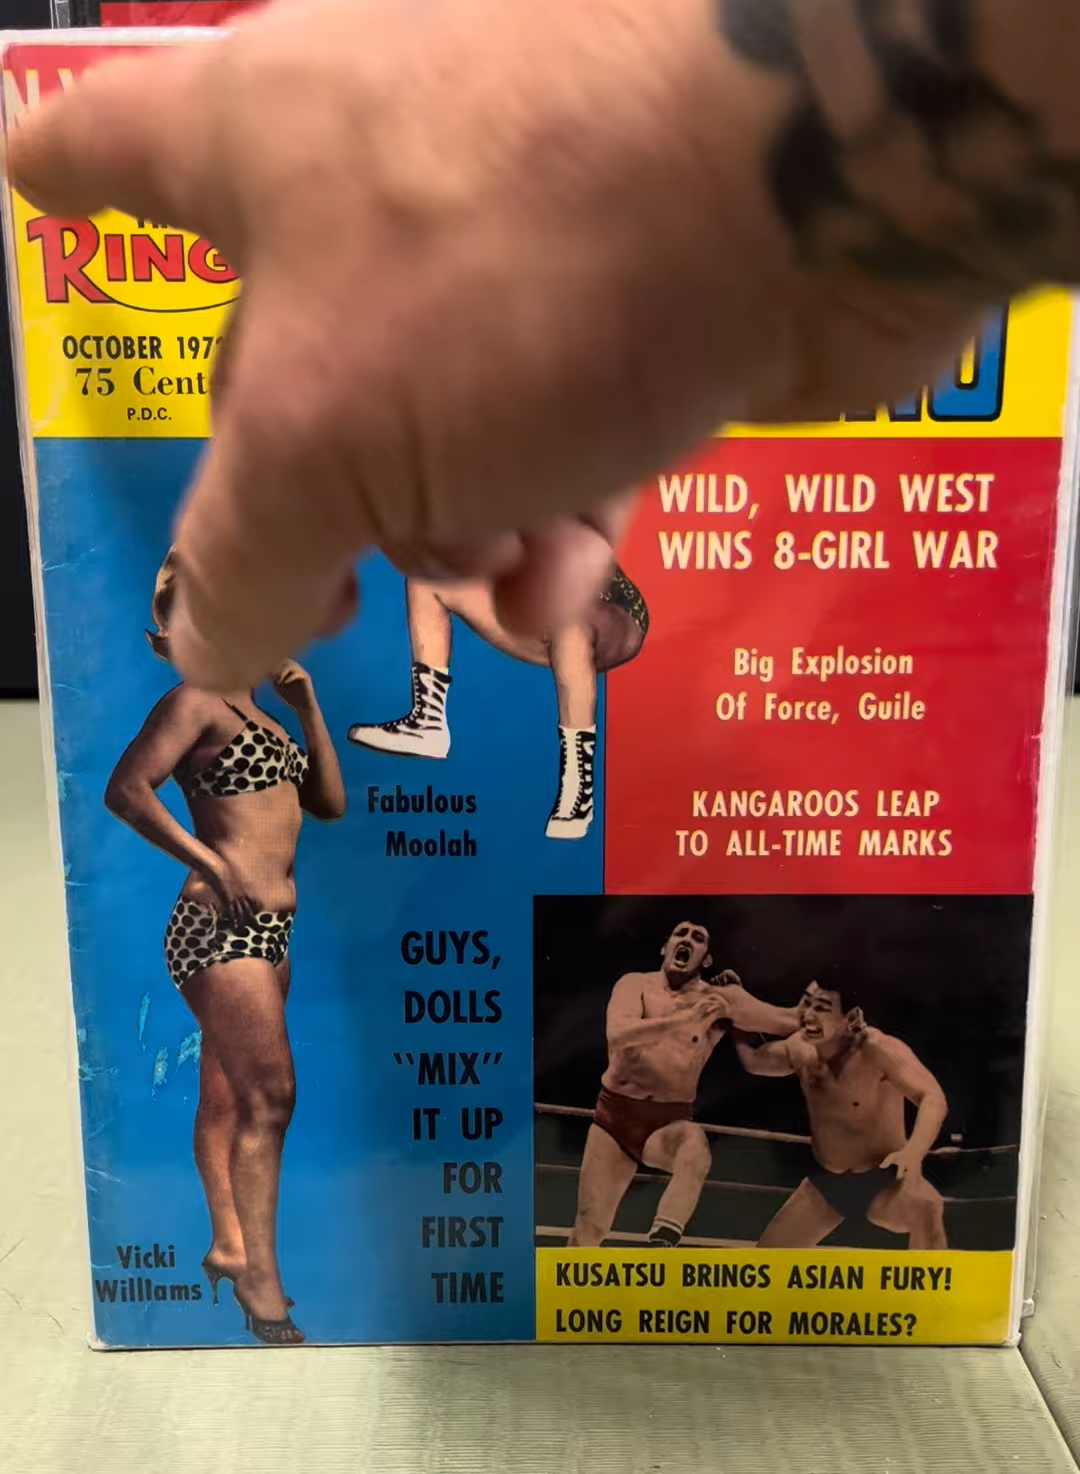 RING
OCTOBER 197
75 Cent
P.D.C.
WILD, WILD WEST
WINS 8-GIRL WAR
Big Explosion
Of Force, Guile
KANGAROOS LEAP
TO ALL-TIME MARKS
Fabulous
Moolah
GUYS,
DOLLS
"MIX"
IT UP
FOR
FIRST
TIME
Vicki
Willlams
KUSATSU BRINGS ASIAN FURY!
LONG REIGN FOR MORALES?